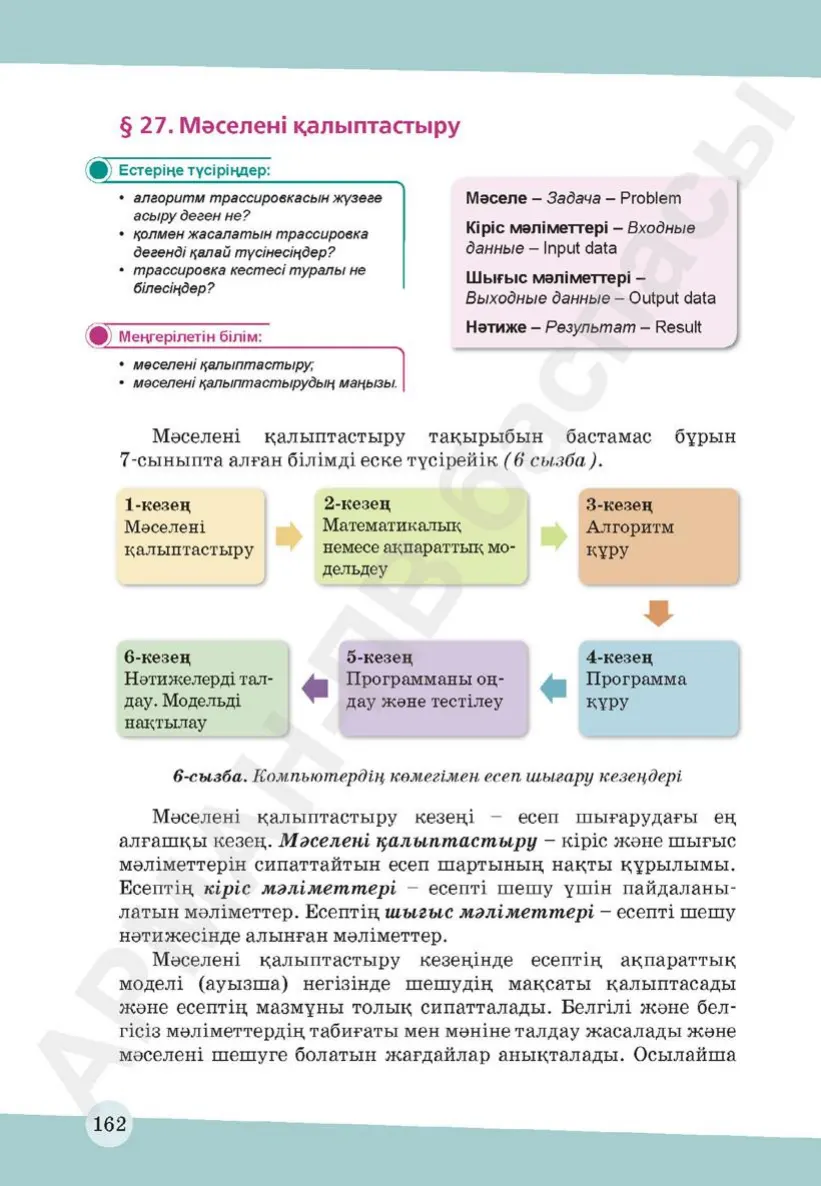 § 27. Мәселені қалыптастыру
Естеріңе түсіріңдер:
• алгоритм трассировкасын жүзеге
асыру деген не?
• қолмен жасалатын трассировка
дегенді қалай түсінесіңдер?
• трассировка кестесі туралы не
білесіңдер?
Меңгерілетін білім:
• мәселені қалыптастыру;
• мәселені қалыптастырудың маңызы.
Мәселе – Задача – Problem
Кіріс мәліметтері – Входные
данные – Input data
Шығыс мәліметтері –
Выходные данные – Output data
Нәтиже – Результат – Result
Мәселені қалыптастыру тақырыбын бастамас бұрын
7-сыныпта алған білімді еске түсірейік (6 сызба).
1-кезең
Мәселені
қалыптастыру
2-кезең
Математикалық
немесе ақпараттық мо-
дельдеу
3-кезең
Алгоритм
құру
6-кезең
Нәтижелерді тал-
дау. Модельді
нақтылау
5-кезең
Программаны оң-
дау және тестілеу
4-кезең
Программа
құру
6-сызба. Компьютердің көмегімен есеп шығару кезеңдері
Мәселені қалыптастыру кезеңі – есеп шығарудағы ең
алғашқы кезең. Мәселені қалыптастыру – кіріс және шығыс
мәліметтерін сипаттайтын есеп шартының нақты құрылымы.
Есептің кіріс мәліметтері – есепті шешу үшін пайдаланы-
латын мәліметтер. Есептің шығыс мәліметтері – есепті шешу
нәтижесінде алынған мәліметтер.
Мәселені қалыптастыру кезеңінде есептің ақпараттық
моделі (ауызша) негізінде шешудің мақсаты қалыптасады
және есептің мазмұны толық сипатталады. Белгілі және бел-
гісіз мәліметтердің табиғаты мен мәніне талдау жасалады және
мәселені шешуге болатын жағдайлар анықталады. Осылайша
162
АРМАН-ПВ баспасы